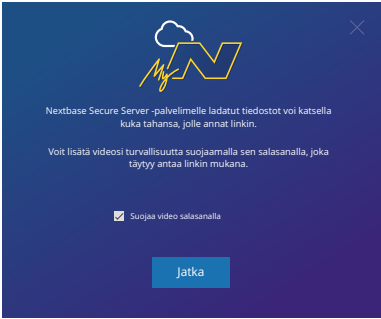 My N
Nextbase Secure Server -palvelimelle ladatut tiedostot voi katsella
kuka tahansa, jolle annat linkin.
Voit lisätä videosi turvallisuutta suojaamalla sen salasanalla, joka
täytyy antaa linkin mukana.
Suojaa video salasanalla
Jatka